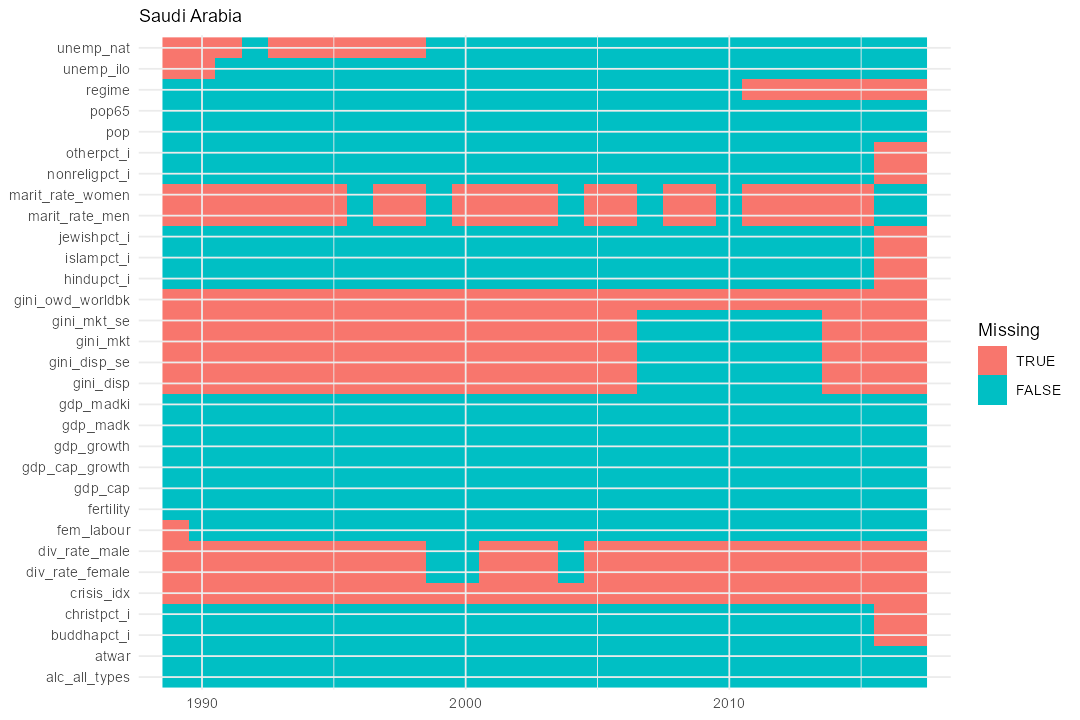 Saudi Arabia
unemp_nat
unemp_ilo
regime
pop65
pop
otherpct_i
nonreligpct_i
marit_rate_women
marit_rate_men
jewishpct_i
islampct_i
hindupct_i
gini_owd_worldbk
gini_mkt_se
gini_mkt
gini_disp_se
gini_disp
gdp_madki
gdp_madk
gdp_growth
gdp_cap_growth
gdp_cap
fertility
fem_labour
div_rate_male
div_rate_female
crisis_idx
christpct_i
buddhapct_i
atwar
alc_all_types
1990 2000 2010
Missing
TRUE
FALSE